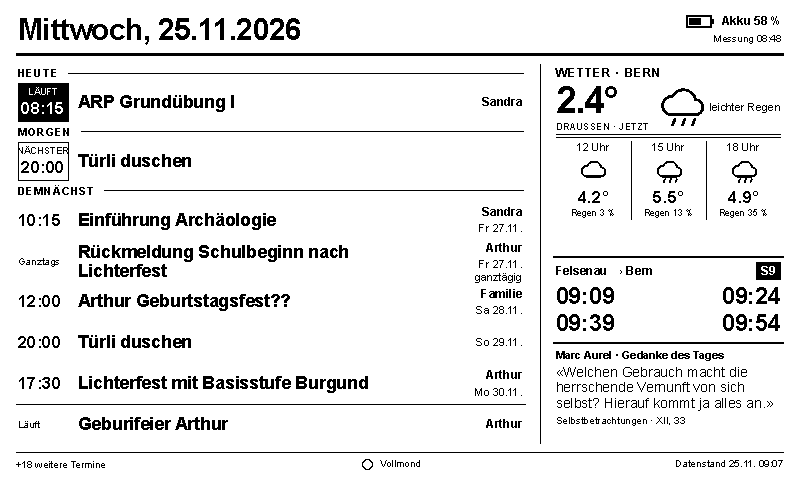 Mittwoch, 25.11.2026
Akku 58 %
Messung 08:48
HEUTE
LÄUFT
08:15
ARP Grundübung I
Sandra
MORGEN
NÄCHSTER
20:00
Türli duschen
DEMNÄCHST
10:15 Einführung Archäologie
Sandra
Fr 27.11.
Ganztags
Rückmeldung Schulbeginn nach
Lichterfest
Arthur
Fr 27.11.
ganztägig
12:00 Arthur Geburtstagsfest??
Familie
Sa 28.11.
20:00 Türli duschen
So 29.11.
17:30 Lichterfest mit Basisstufe Burgund
Arthur
Mo 30.11.
Läuft Geburifeier Arthur
Arthur
WETTER · BERN
2.4°
leichter Regen
DRAUSSEN · JETZT
12 Uhr 15 Uhr 18 Uhr
4.2° 5.5° 4.9°
Regen 3 % Regen 13 % Regen 35 %
Felsenau › Bern S9
09:09 09:24
09:39 09:54
Marc Aurel · Gedanke des Tages
«Welchen Gebrauch macht die
herrschende Vernunft von sich
selbst? Hierauf kommt ja alles an.»
Selbstbetrachtungen · XII, 33
+18 weitere Termine
Vollmond
Datenstand 25.11. 09:07